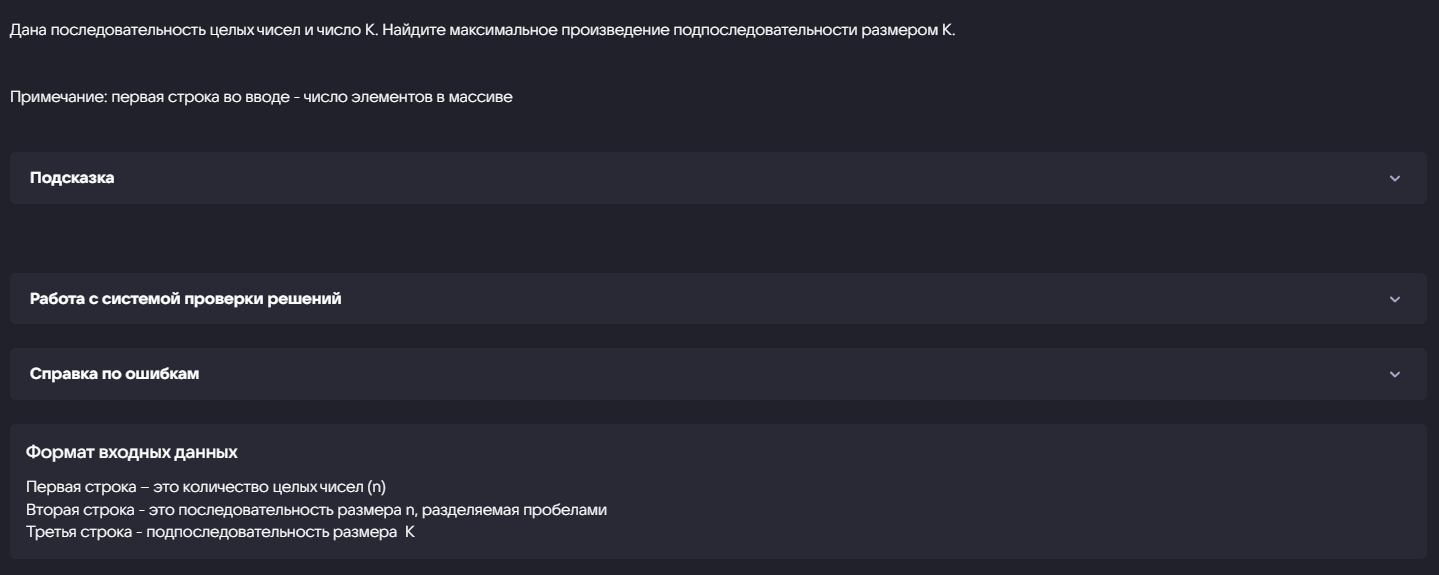 Дана последовательность целых чисел и число K. Найдите максимальное произведение подпоследовательности размером K.
Примечание: первая строка во вводе - число элементов в массиве
Подсказка
Работа с системой проверки решений
Справка по ошибкам
Формат входных данных
Первая строка – это количество целых чисел (n)
Вторая строка - это последовательность размера n, разделяемая пробелами
Третья строка - подпоследовательность размера K